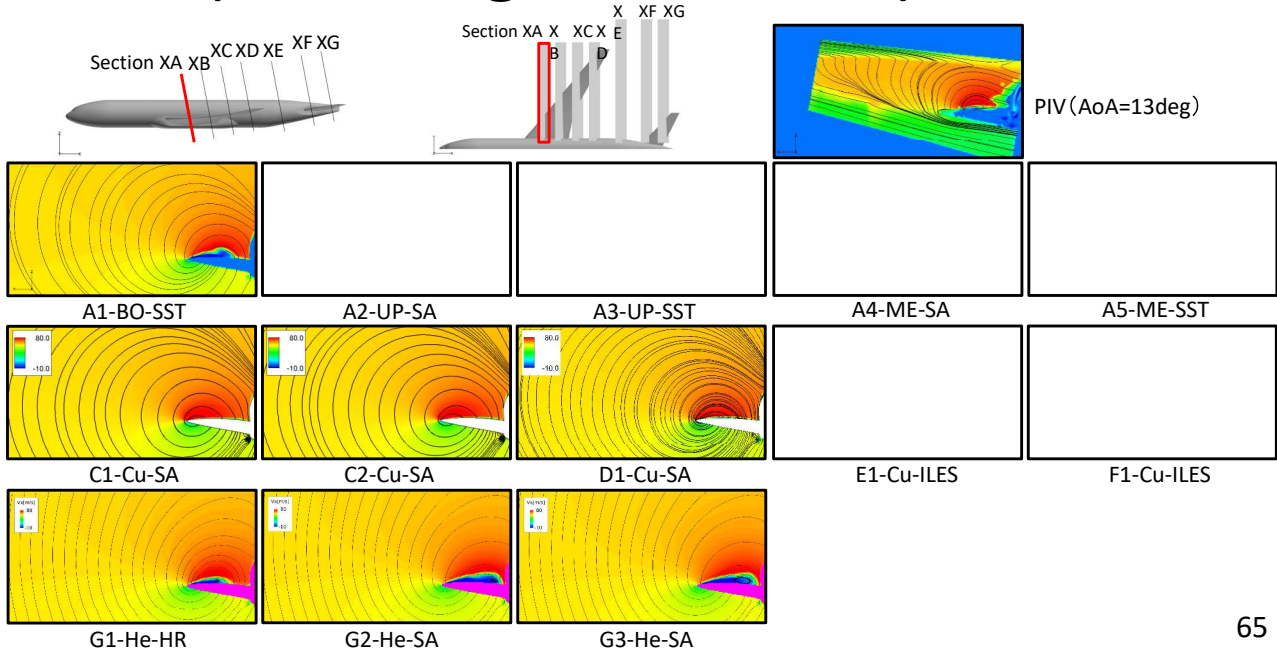 Section XA XB XC XD XE XF XG
Section XA X B XC X D X E XF XG
PIV(AoA=13deg)
A1-BO-SST
A2-UP-SA
A3-UP-SST
A4-ME-SA
A5-ME-SST
80.0
-10.0
80.0
-10.0
80.0
-10.0
C1-Cu-SA
C2-Cu-SA
D1-Cu-SA
E1-Cu-ILES
F1-Cu-ILES
Vx(m/s)
80
-10
Vx(m/s)
80
-10
Vx(m/s)
80
-10
G1-He-HR
G2-He-SA
G3-He-SA
65